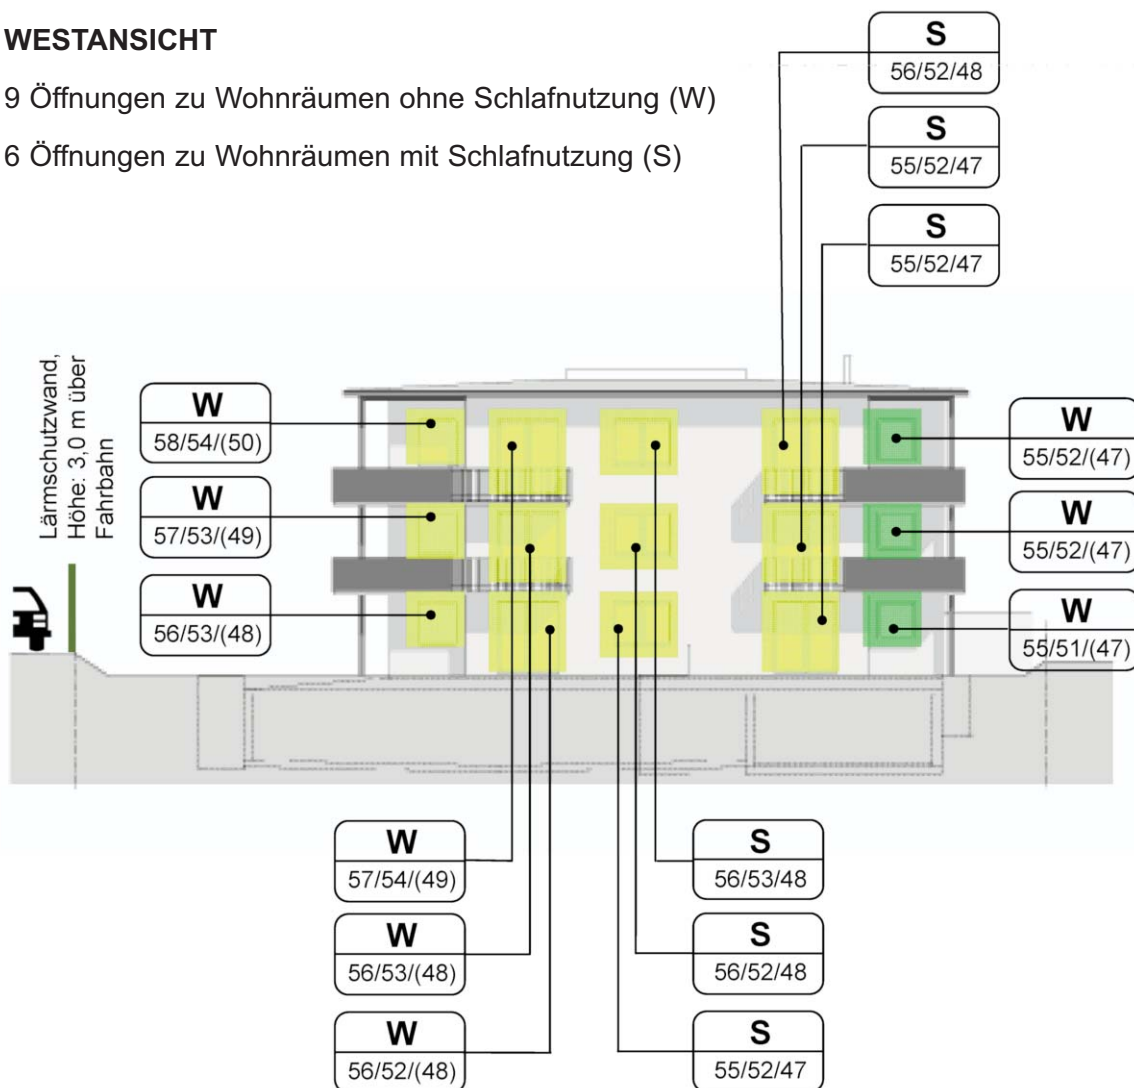 WESTANSICHT
9 Öffnungen zu Wohnräumen ohne Schlafnutzung (W)
6 Öffnungen zu Wohnräumen mit Schlafnutzung (S)
S
56/52/48
S
55/52/47
S
55/52/47
Lärmschutzwand,
Höhe: 3,0 m über
Fahrbahn
W
58/54/(50)
W
57/53/(49)
W
56/53/(48)
W
55/52/(47)
W
55/52/(47)
W
55/51/(47)
W
57/54/(49)
W
56/53/(48)
W
56/52/(48)
S
56/53/48
S
56/52/48
S
55/52/47